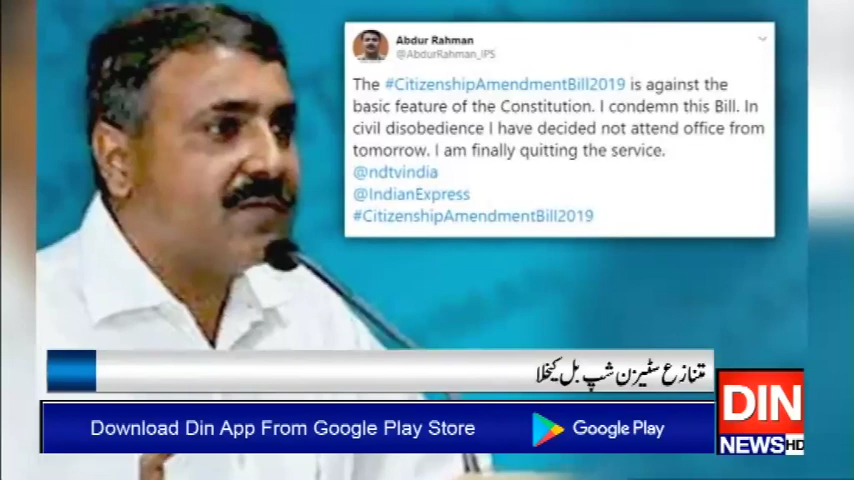 Abdur Rahman
@AbdurRahman_IPS
The #CitizenshipAmendmentBill2019 is against the
basic feature of the Constitution. I condemn this Bill. In
civil disobedience I have decided not attend office from
tomorrow. I am finally quitting the service.
@ndtvindia
@IndianExpress
#CitizenshipAmendmentBill2019
متنازع سٹیزن شپ بل کیخلا
Download Din App From Google Play Store
Google Play
DIN
NEWS HD